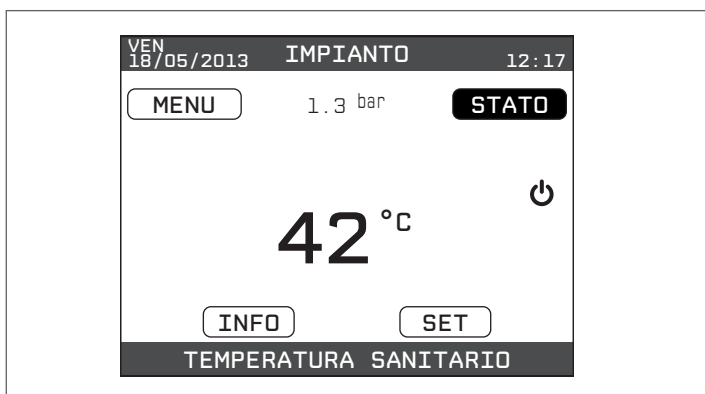 VEN
18/05/2013 IMPIANTO 12:17
MENU 1.3 bar STATO
42 °C
INFO SET
TEMPERATURA SANITARIO